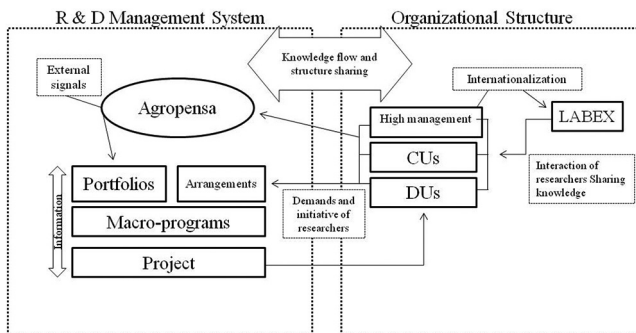 R & D Management System
Organizational Structure
Knowledge flow and
structure sharing
External
signals
Internationalization
Agropensa
High management
LABEX
CUs
Portfolios
Arrangements
Interaction of
researchers Sharing
knowledge
DUs
Demands and
initiative of
researchers
Macro-programs
Information
Project